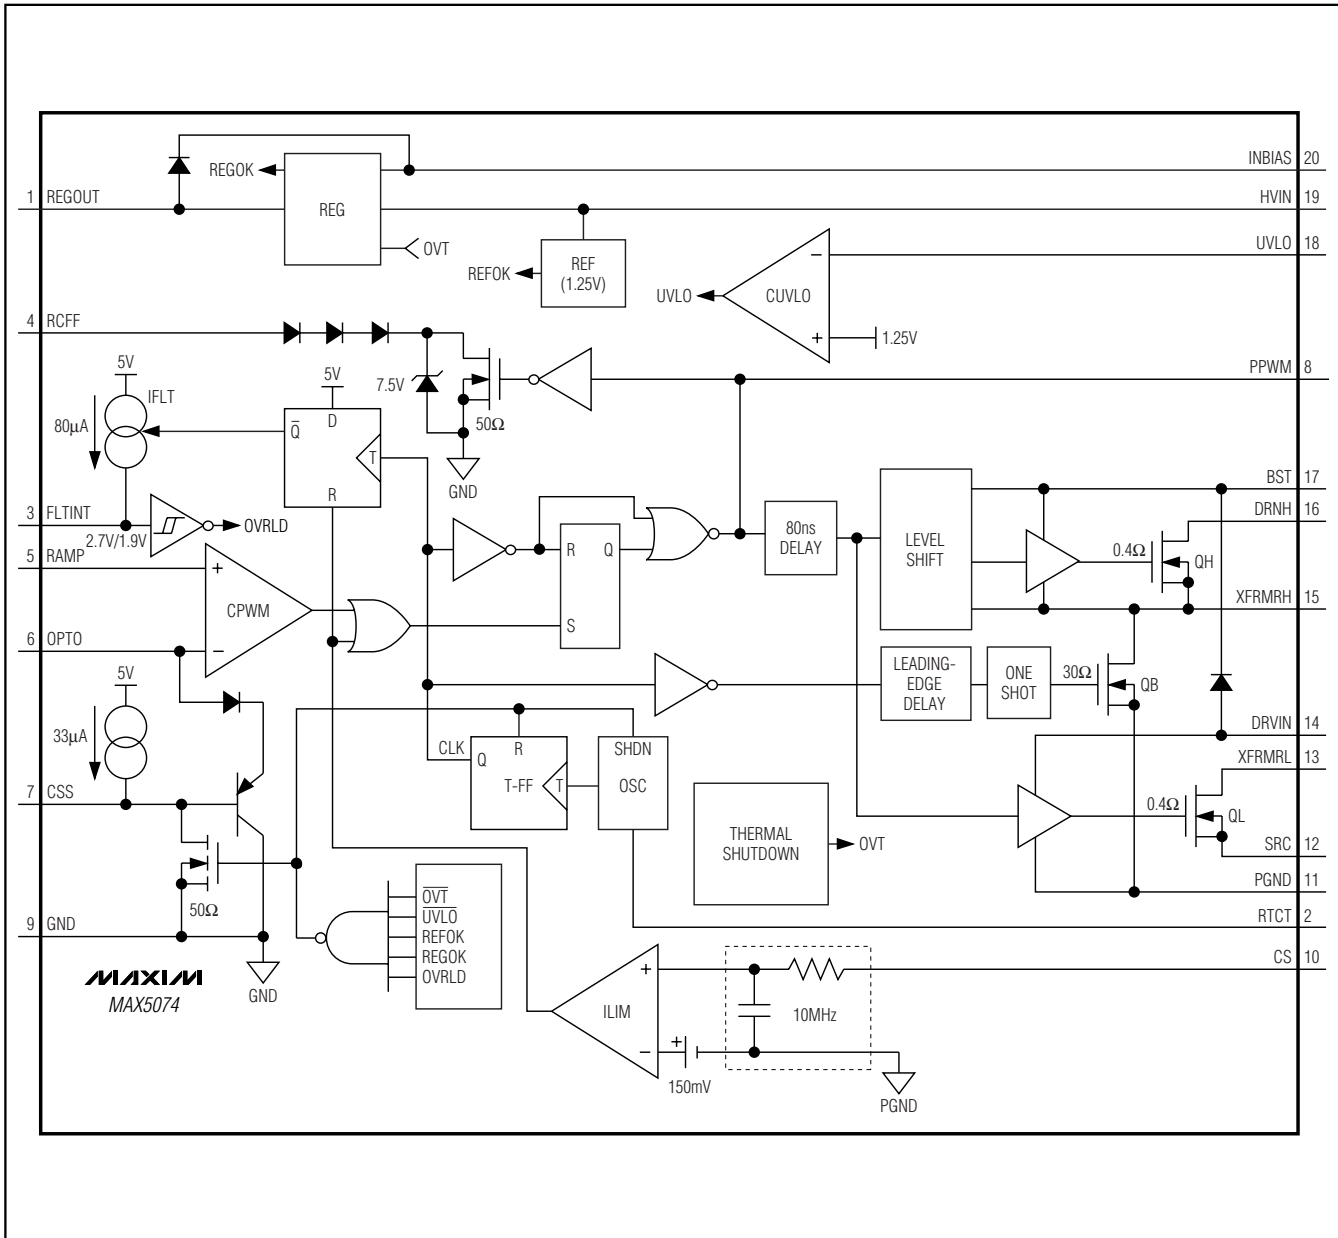 INBIAS 20
REGOK
1 REGOUT
REG
HVIN 19
OVT
UVLO 18
REFOK
REF
(1.25V)
UVLO
CUVLO
−
+
1.25V
4 RCFF
5V
IFLT
80µA
5V
7.5V
50Ω
GND
PPWM 8
Q̅
D
T
R
BST 17
3 FLTINT
2.7V/1.9V
OVRLD
DRNH 16
80ns
DELAY
LEVEL
SHIFT
0.4Ω
QH
5 RAMP
+
CPWM
−
R
Q
S
XFRMRH 15
6 OPTO
5V
33µA
LEADING-
EDGE
DELAY
ONE
SHOT
30Ω
QB
DRVIN 14
CLK
Q
R
T-FF
T
SHDN
OSC
XFRMRL 13
7 CSS
THERMAL
SHUTDOWN
OVT
0.4Ω
QL
SRC 12
PGND 11
50Ω
O̅V̅T̅
U̅V̅L̅O̅
REFOK
REGOK
OVRLD
RTCT 2
9 GND
GND
MAXIM
MAX5074
CS 10
+
ILIM
−
+
150mV
10MHz
PGND